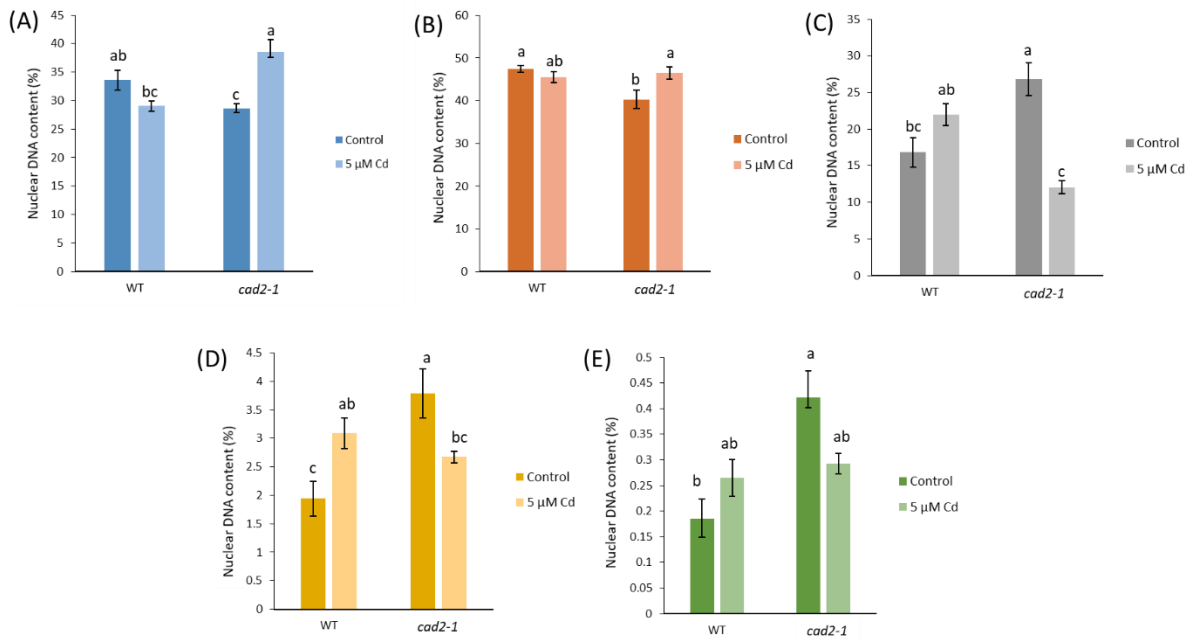 (A)
Nuclear DNA content (%)
45
40
35
30
25
20
15
10
5
0
ab
bc
c
a
WT
cad2-1
Control
5 µM Cd
(B)
Nuclear DNA content (%)
60
50
40
30
20
10
0
a
ab
b
a
WT
cad2-1
Control
5 µM Cd
(C)
Nuclear DNA content (%)
35
30
25
20
15
10
5
0
bc
ab
a
c
WT
cad2-1
Control
5 µM Cd
(D)
Nuclear DNA content (%)
4.5
4
3.5
3
2.5
2
1.5
1
0.5
0
c
ab
a
bc
WT
cad2-1
Control
5 µM Cd
(E)
Nuclear DNA content (%)
0.5
0.45
0.4
0.35
0.3
0.25
0.2
0.15
0.1
0.05
0
b
ab
a
ab
WT
cad2-1
Control
5 µM Cd